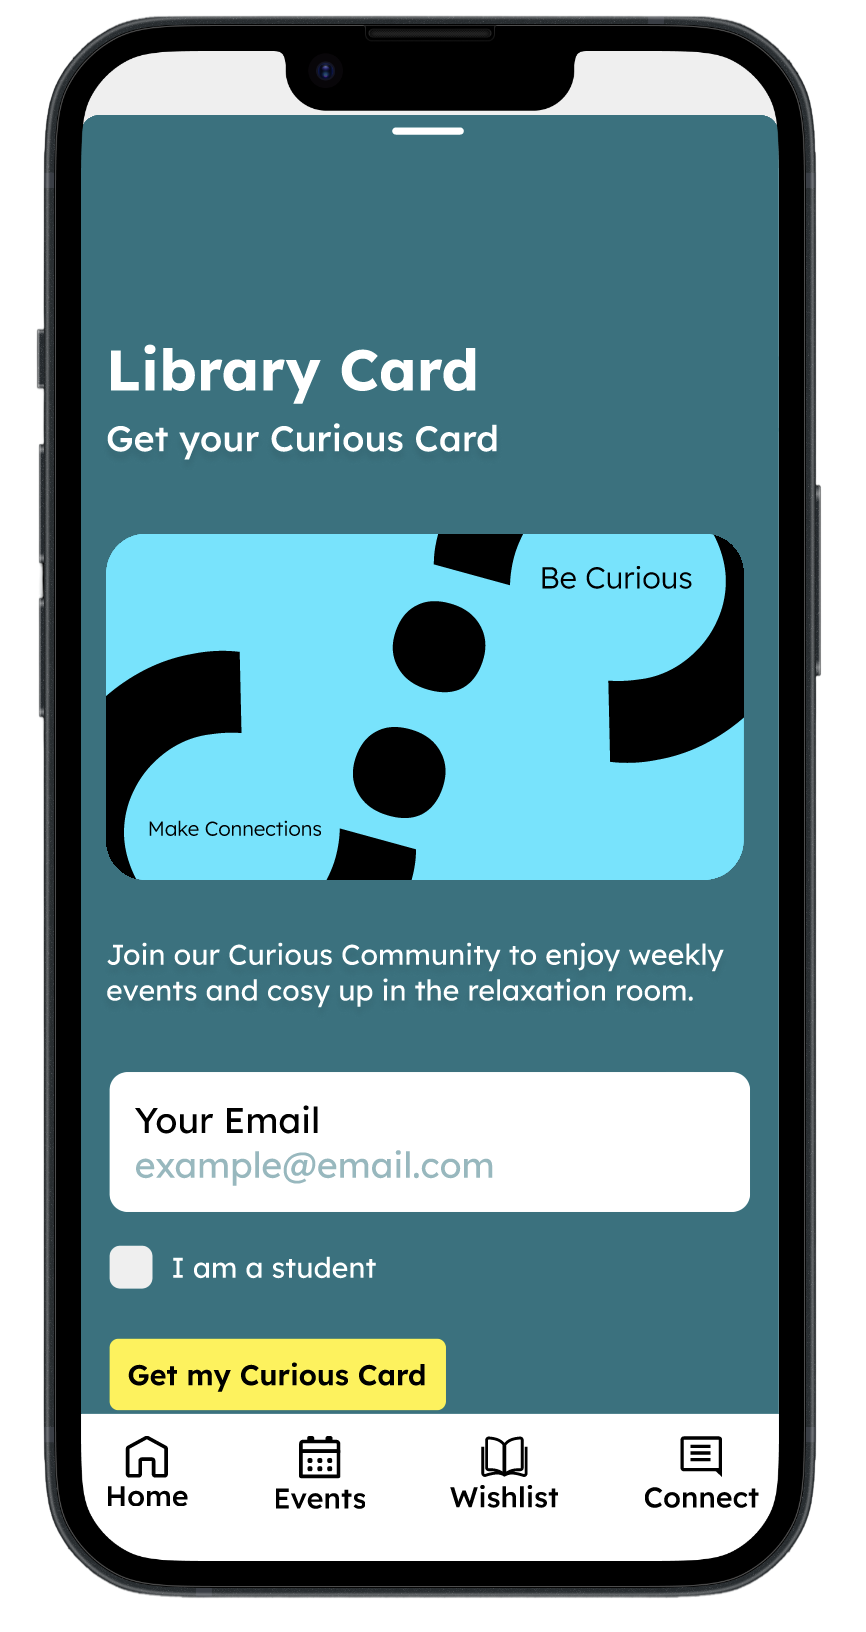 Library Card
Get your Curious Card
Be Curious
Make Connections
Join our Curious Community to enjoy weekly
events and cosy up in the relaxation room.
Your Email
example@email.com
I am a student
Get my Curious Card
Home
Events
Wishlist
Connect